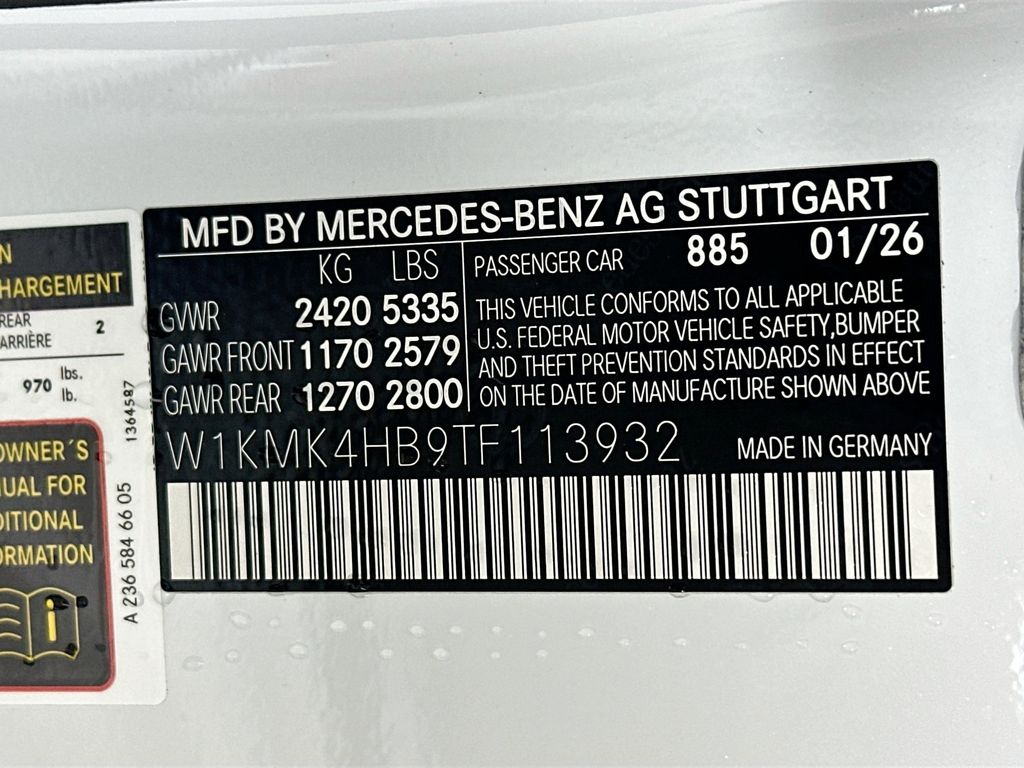 MFD BY MERCEDES-BENZ AG STUTTGART
KG LBS
GVWR 2420 5335
GAWR FRONT 1170 2579
GAWR REAR 1270 2800
PASSENGER CAR 885 01/26
THIS VEHICLE CONFORMS TO ALL APPLICABLE
U.S. FEDERAL MOTOR VEHICLE SAFETY,BUMPER
AND THEFT PREVENTION STANDARDS IN EFFECT
ON THE DATE OF MANUFACTURE SHOWN ABOVE
W1KMK4HB9TF113932 MADE IN GERMANY
N
HARGEMENT
REAR
ARRIÈRE 2
970 lbs.
lb.
OWNER´S
UAL FOR
DITIONAL
ORMATION
i
1364587
A 236 584 66 05